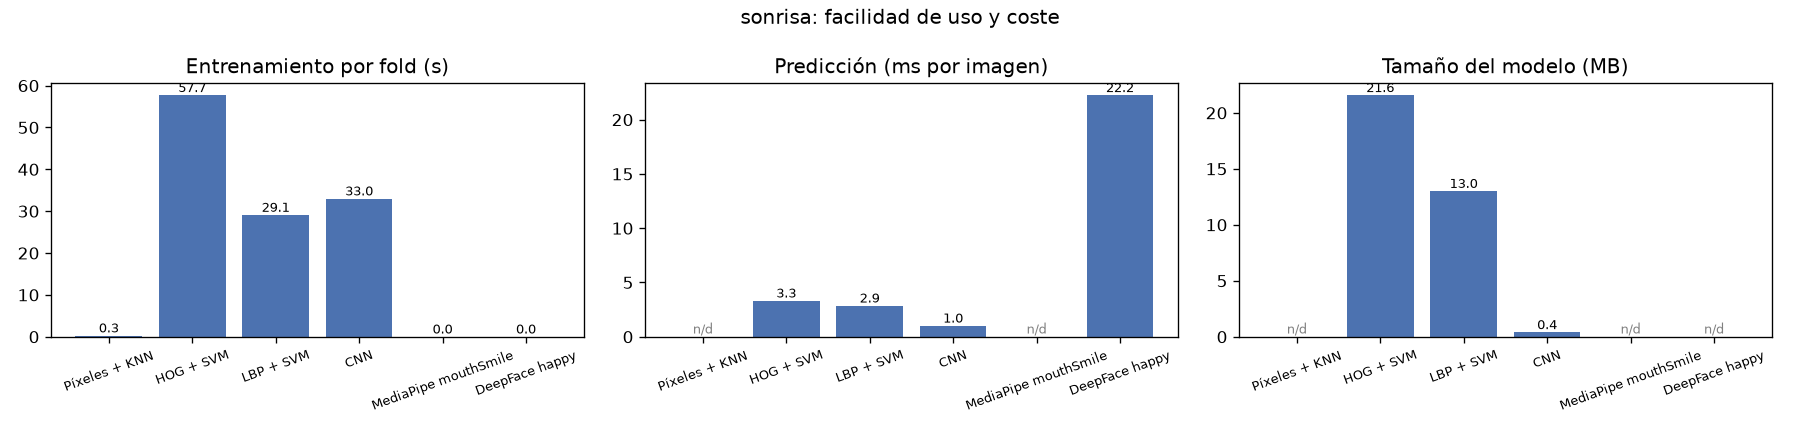 sonrisa: facilidad de uso y coste
Entrenamiento por fold (s)
60
50
40
30
20
10
0
0.3
57.7
29.1
33.0
0.0
0.0
Píxeles + KNN
HOG + SVM
LBP + SVM
CNN
MediaPipe mouthSmile
DeepFace happy
Predicción (ms por imagen)
20
15
10
5
0
n/d
3.3
2.9
1.0
n/d
22.2
Píxeles + KNN
HOG + SVM
LBP + SVM
CNN
MediaPipe mouthSmile
DeepFace happy
Tamaño del modelo (MB)
20
15
10
5
0
n/d
21.6
13.0
0.4
n/d
n/d
Píxeles + KNN
HOG + SVM
LBP + SVM
CNN
MediaPipe mouthSmile
DeepFace happy